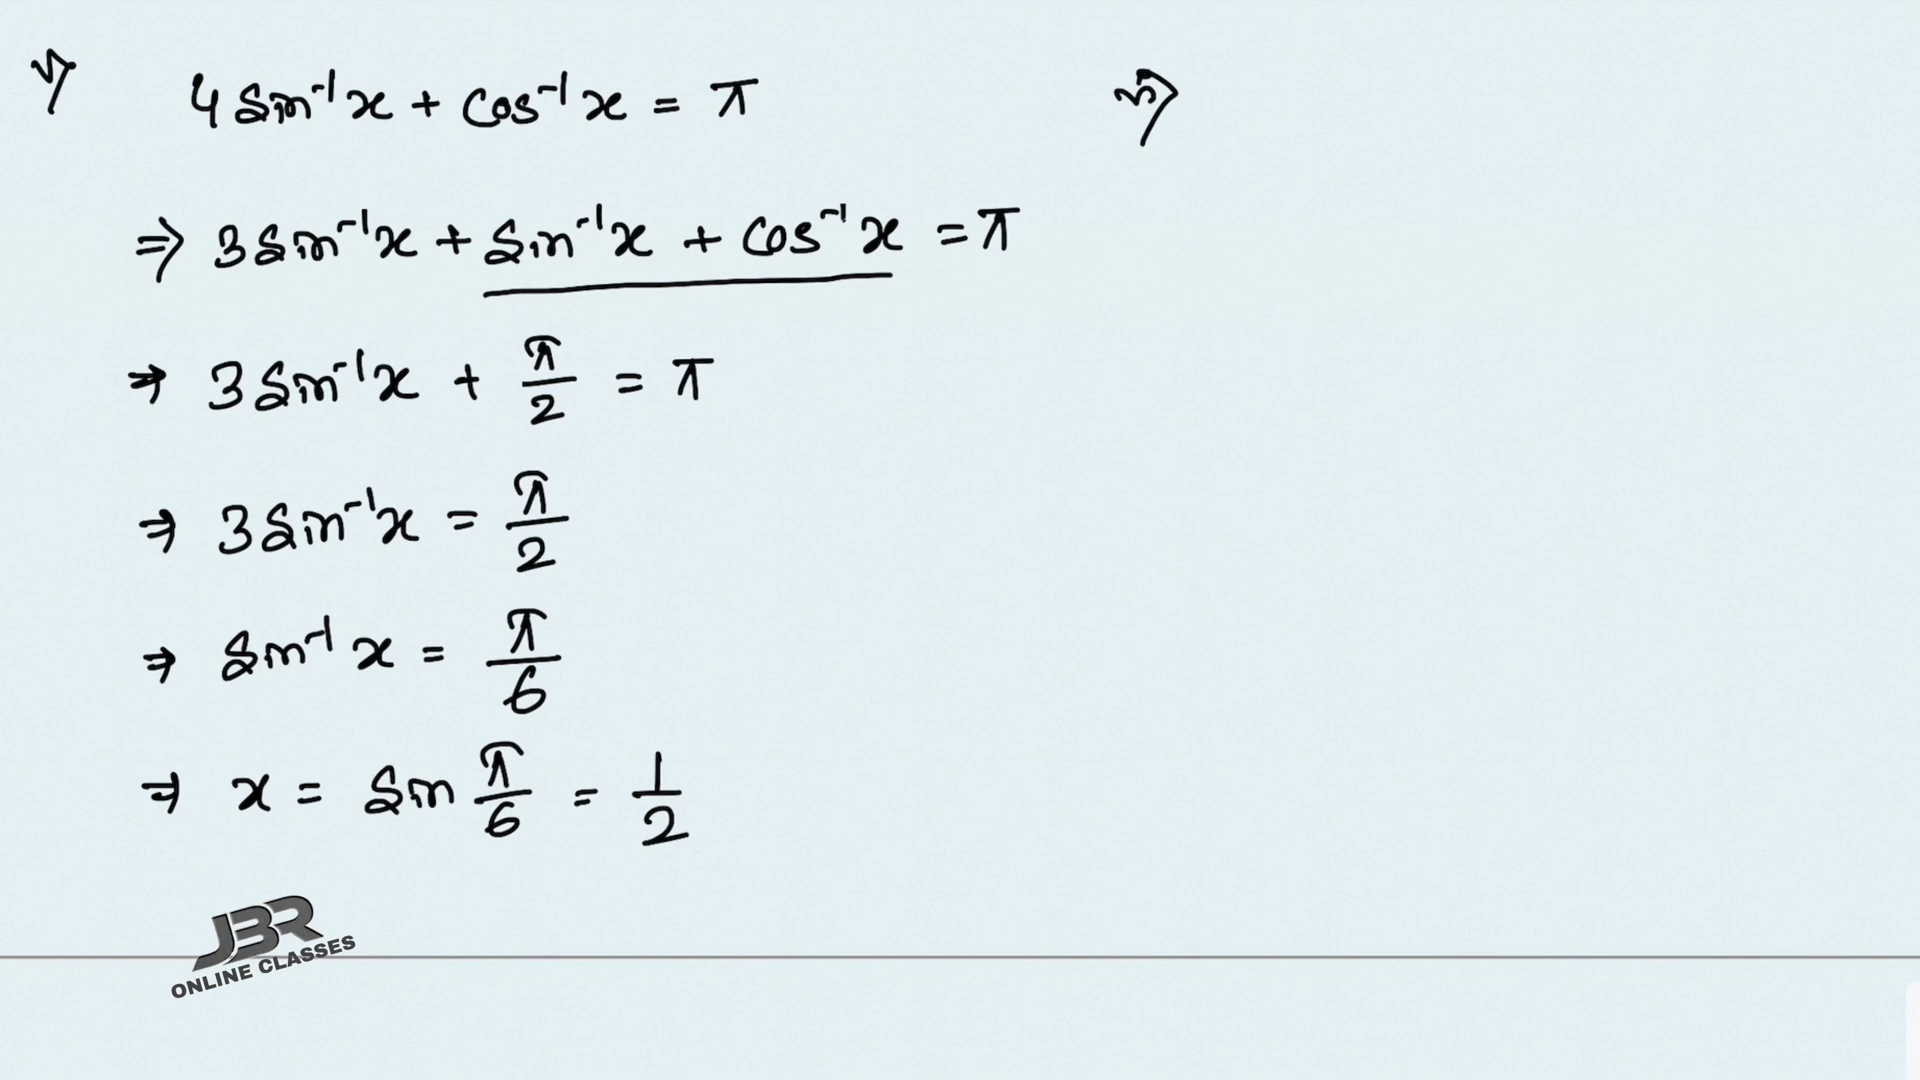 v) 4 sin⁻¹x + cos⁻¹x = π
⇒ 3 sin⁻¹x + sin⁻¹x + cos⁻¹x = π
⇒ 3 sin⁻¹x + π/2 = π
⇒ 3 sin⁻¹x = π/2
⇒ sin⁻¹x = π/6
⇒ x = sin π/6 = 1/2
JBR
ONLINE CLASSES